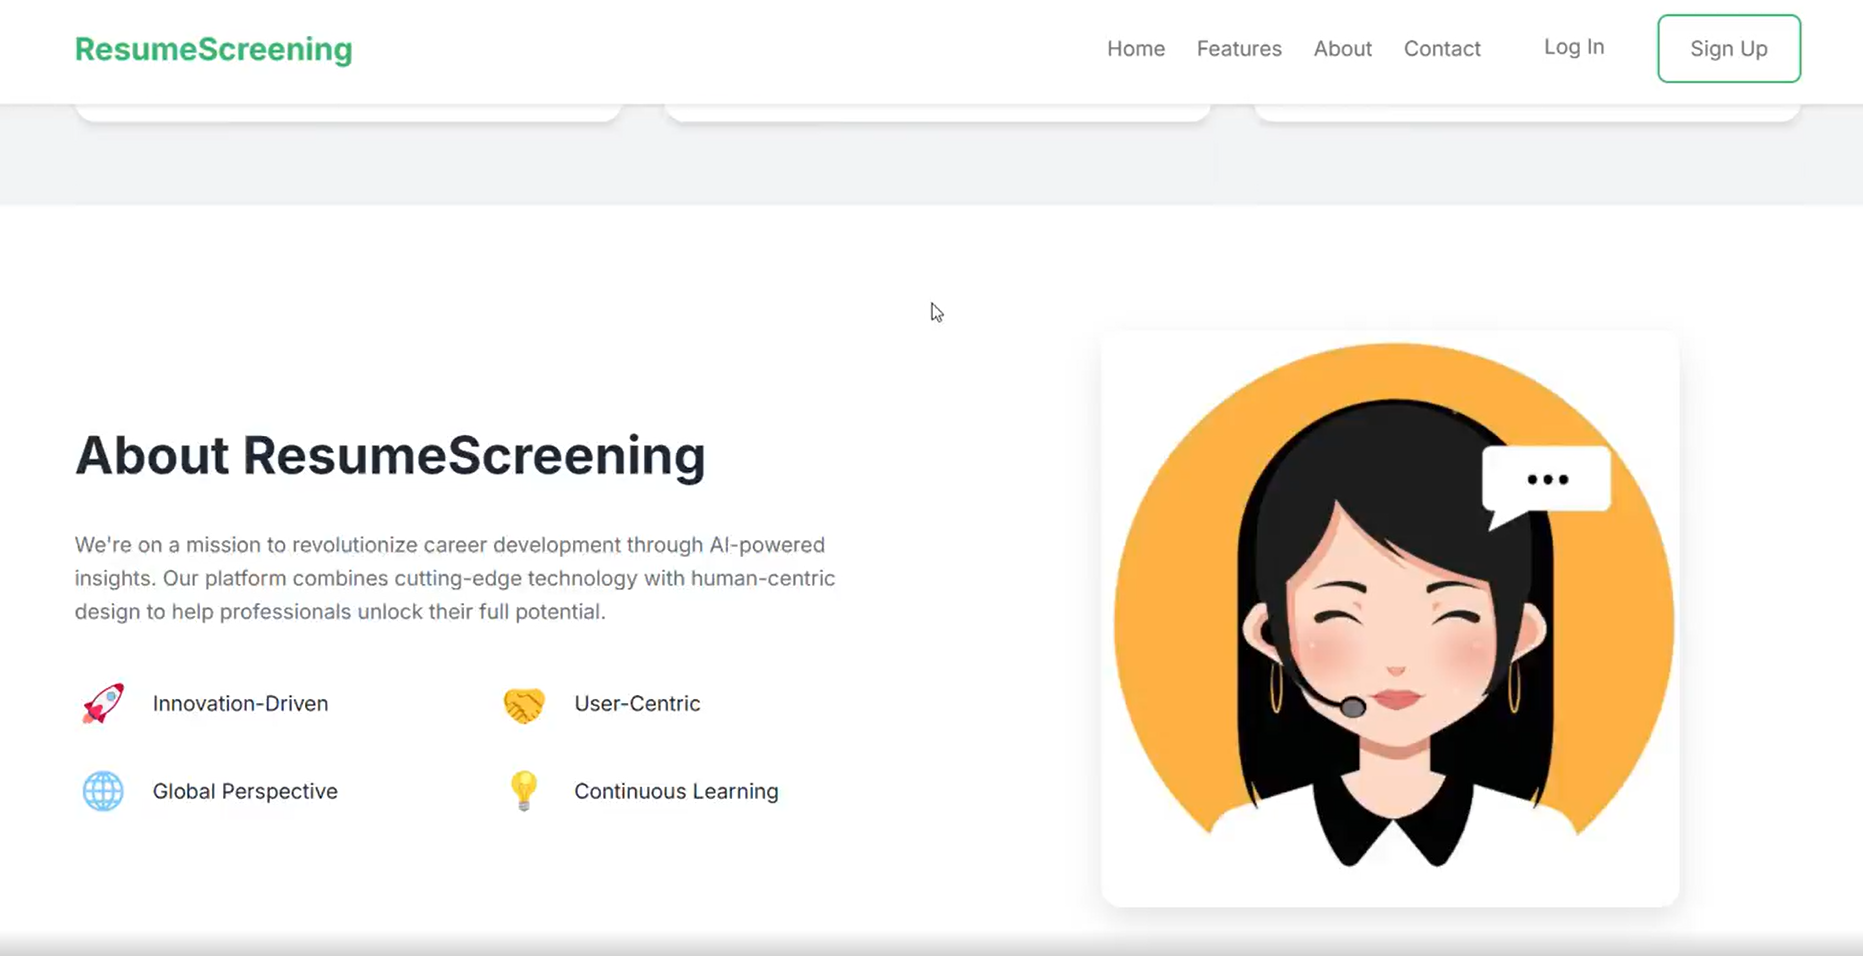 ResumeScreening
Home Features About Contact Log In Sign Up
About ResumeScreening
We're on a mission to revolutionize career development through AI-powered
insights. Our platform combines cutting-edge technology with human-centric
design to help professionals unlock their full potential.
Innovation-Driven
User-Centric
Global Perspective
Continuous Learning